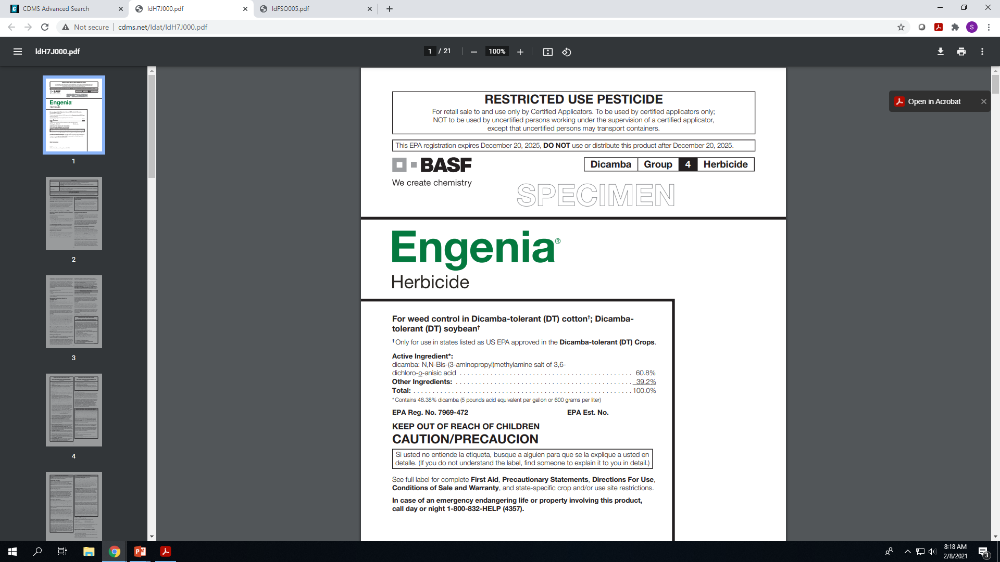 CDMS Advanced Search
ldH7J000.pdf
ldFSO005.pdf
Not secure
cdms.net/ldat/ldH7J000.pdf
S
ldH7J000.pdf
1 / 21
100%
Open in Acrobat
RESTRICTED USE PESTICIDE
For retail sale to and use only by Certified Applicators. To be used by certified applicators only;
NOT to be used by uncertified persons working under the supervision of a certified applicator,
except that uncertified persons may transport containers.
This EPA registration expires December 20, 2025, DO NOT use or distribute this product after December 20, 2025.
BASF
We create chemistry
Dicamba Group 4 Herbicide
SPECIMEN
Engenia®
Herbicide
For weed control in Dicamba-tolerant (DT) cotton†; Dicamba-
tolerant (DT) soybean†
†Only for use in states listed as US EPA approved in the Dicamba-tolerant (DT) Crops.
Active Ingredient*:
dicamba: N,N-Bis-(3-aminopropyl)methylamine salt of 3,6-
dichloro-o-anisic acid . . . . . . . . . . . . . . . . . . . . . . . . . . . . . . . . . . . . . . . . . . . . . 60.8%
Other Ingredients: . . . . . . . . . . . . . . . . . . . . . . . . . . . . . . . . . . . . . . . . . . . . . . 39.2%
Total: . . . . . . . . . . . . . . . . . . . . . . . . . . . . . . . . . . . . . . . . . . . . . . . . . . . . . . . . . 100.0%
*Contains 48.38% dicamba (5 pounds acid equivalent per gallon or 600 grams per liter)
EPA Reg. No. 7969-472 EPA Est. No.
KEEP OUT OF REACH OF CHILDREN
CAUTION/PRECAUCION
Si usted no entiende la etiqueta, busque a alguien para que se la explique a usted en
detalle. (If you do not understand the label, find someone to explain it to you in detail.)
See full label for complete First Aid, Precautionary Statements, Directions For Use,
Conditions of Sale and Warranty, and state-specific crop and/or use site restrictions.
In case of an emergency endangering life or property involving this product,
call day or night 1-800-832-HELP (4357).
BASF
SPECIMEN
Engenia
Herbicide
1
2
3
4
8:18 AM
2/8/2021
3